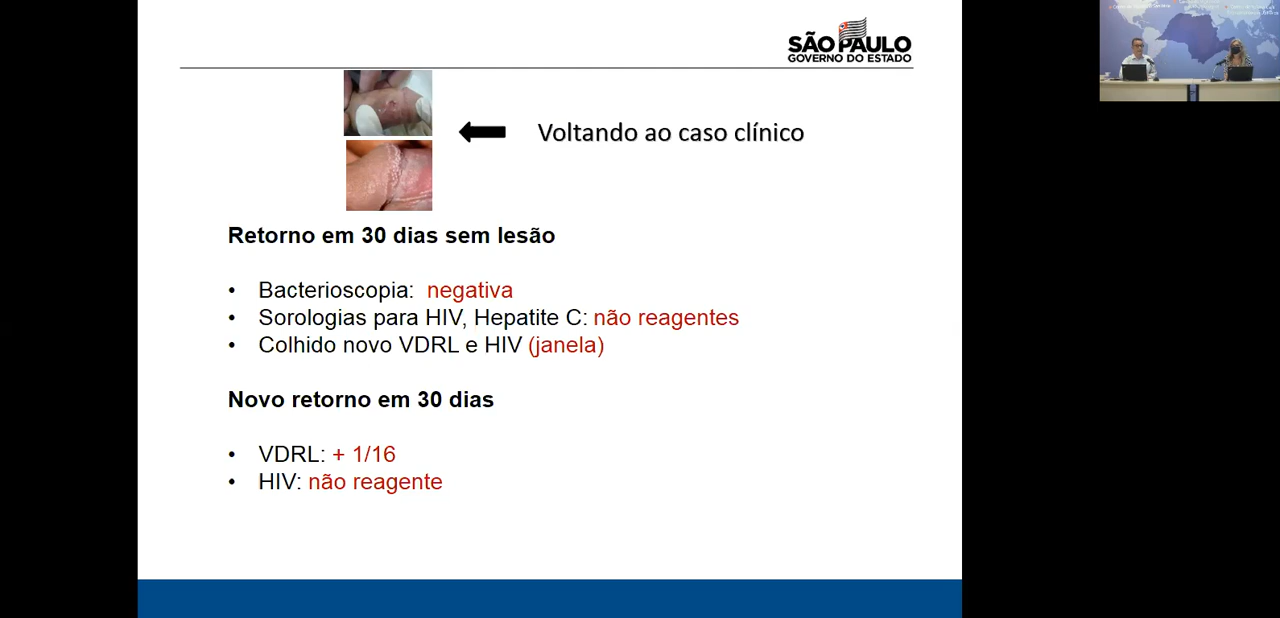 SÃO PAULO
GOVERNO DO ESTADO
Voltando ao caso clínico
Retorno em 30 dias sem lesão
• Bacterioscopia: negativa
• Sorologias para HIV, Hepatite C: não reagentes
• Colhido novo VDRL e HIV (janela)
Novo retorno em 30 dias
• VDRL: + 1/16
• HIV: não reagente